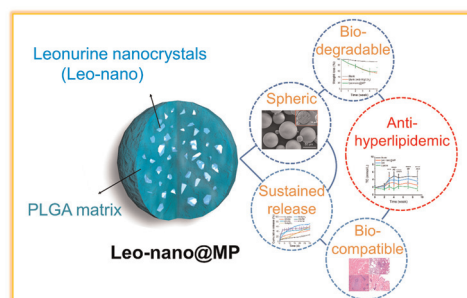 Leonurine nanocrystals
(Leo-nano)
PLGA matrix
Leo-nano@MP
Spheric
Sustained
release
Bio-
degradable
Anti-
hyperlipidemic
Bio-
compatible